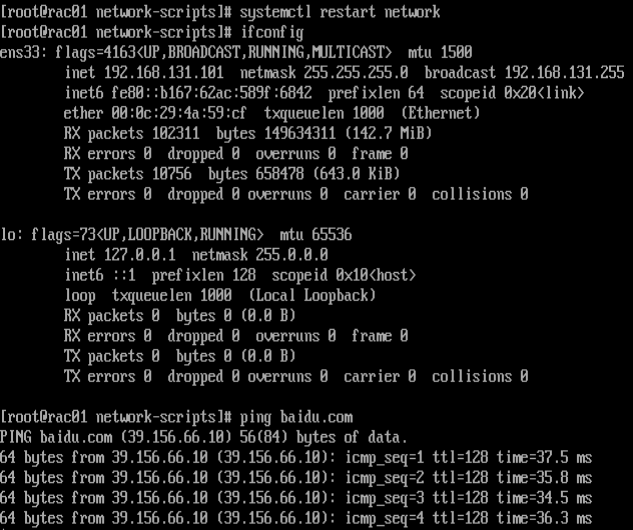 [root@rac01 network-scripts]# systemctl restart network
[root@rac01 network-scripts]# ifconfig
ens33: flags=4163<UP,BROADCAST,RUNNING,MULTICAST>  mtu 1500
        inet 192.168.131.101  netmask 255.255.255.0  broadcast 192.168.131.255
        inet6 fe80::b167:62ac:589f:6842  prefixlen 64  scopeid 0x20<link>
        ether 00:0c:29:4a:59:cf  txqueuelen 1000  (Ethernet)
        RX packets 102311  bytes 149634311 (142.7 MiB)
        RX errors 0  dropped 0  overruns 0  frame 0
        TX packets 10756  bytes 658478 (643.0 KiB)
        TX errors 0  dropped 0 overruns 0  carrier 0  collisions 0

lo: flags=73<UP,LOOPBACK,RUNNING>  mtu 65536
        inet 127.0.0.1  netmask 255.0.0.0
        inet6 ::1  prefixlen 128  scopeid 0x10<host>
        loop  txqueuelen 1000  (Local Loopback)
        RX packets 0  bytes 0 (0.0 B)
        RX errors 0  dropped 0  overruns 0  frame 0
        TX packets 0  bytes 0 (0.0 B)
        TX errors 0  dropped 0 overruns 0  carrier 0  collisions 0

[root@rac01 network-scripts]# ping baidu.com
PING baidu.com (39.156.66.10) 56(84) bytes of data.
64 bytes from 39.156.66.10 (39.156.66.10): icmp_seq=1 ttl=128 time=37.5 ms
64 bytes from 39.156.66.10 (39.156.66.10): icmp_seq=2 ttl=128 time=35.8 ms
64 bytes from 39.156.66.10 (39.156.66.10): icmp_seq=3 ttl=128 time=34.5 ms
64 bytes from 39.156.66.10 (39.156.66.10): icmp_seq=4 ttl=128 time=36.3 ms